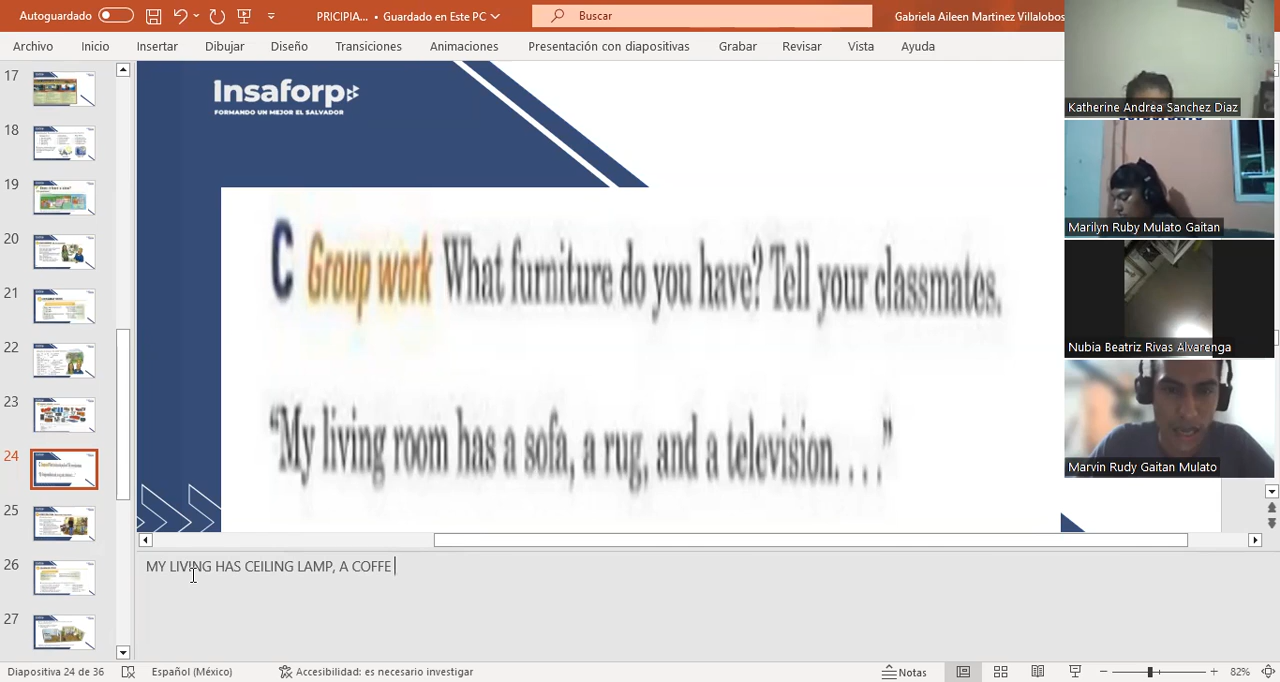 Autoguardado
PRICIPIA... • Guardado en Este PC
Buscar
Gabriela Aileen Martinez Villalobos
Archivo Inicio Insertar Dibujar Diseño Transiciones Animaciones Presentación con diapositivas Grabar Revisar Vista Ayuda
17
18
19
20
21
22
23
24
25
26
27
Insaforp
FORMANDO UN MEJOR EL SALVADOR
C Group work What furniture do you have? Tell your classmates.
“My living room has a sofa, a rug, and a television. . . .”
Katherine Andrea Sanchez Diaz
Marilyn Ruby Mulato Gaitan
Nubia Beatriz Rivas Alvarenga
Marvin Rudy Gaitan Mulato
MY LIVING HAS CEILING LAMP, A COFFE
Diapositiva 24 de 36 Español (México) Accesibilidad: es necesario investigar Notas 82%